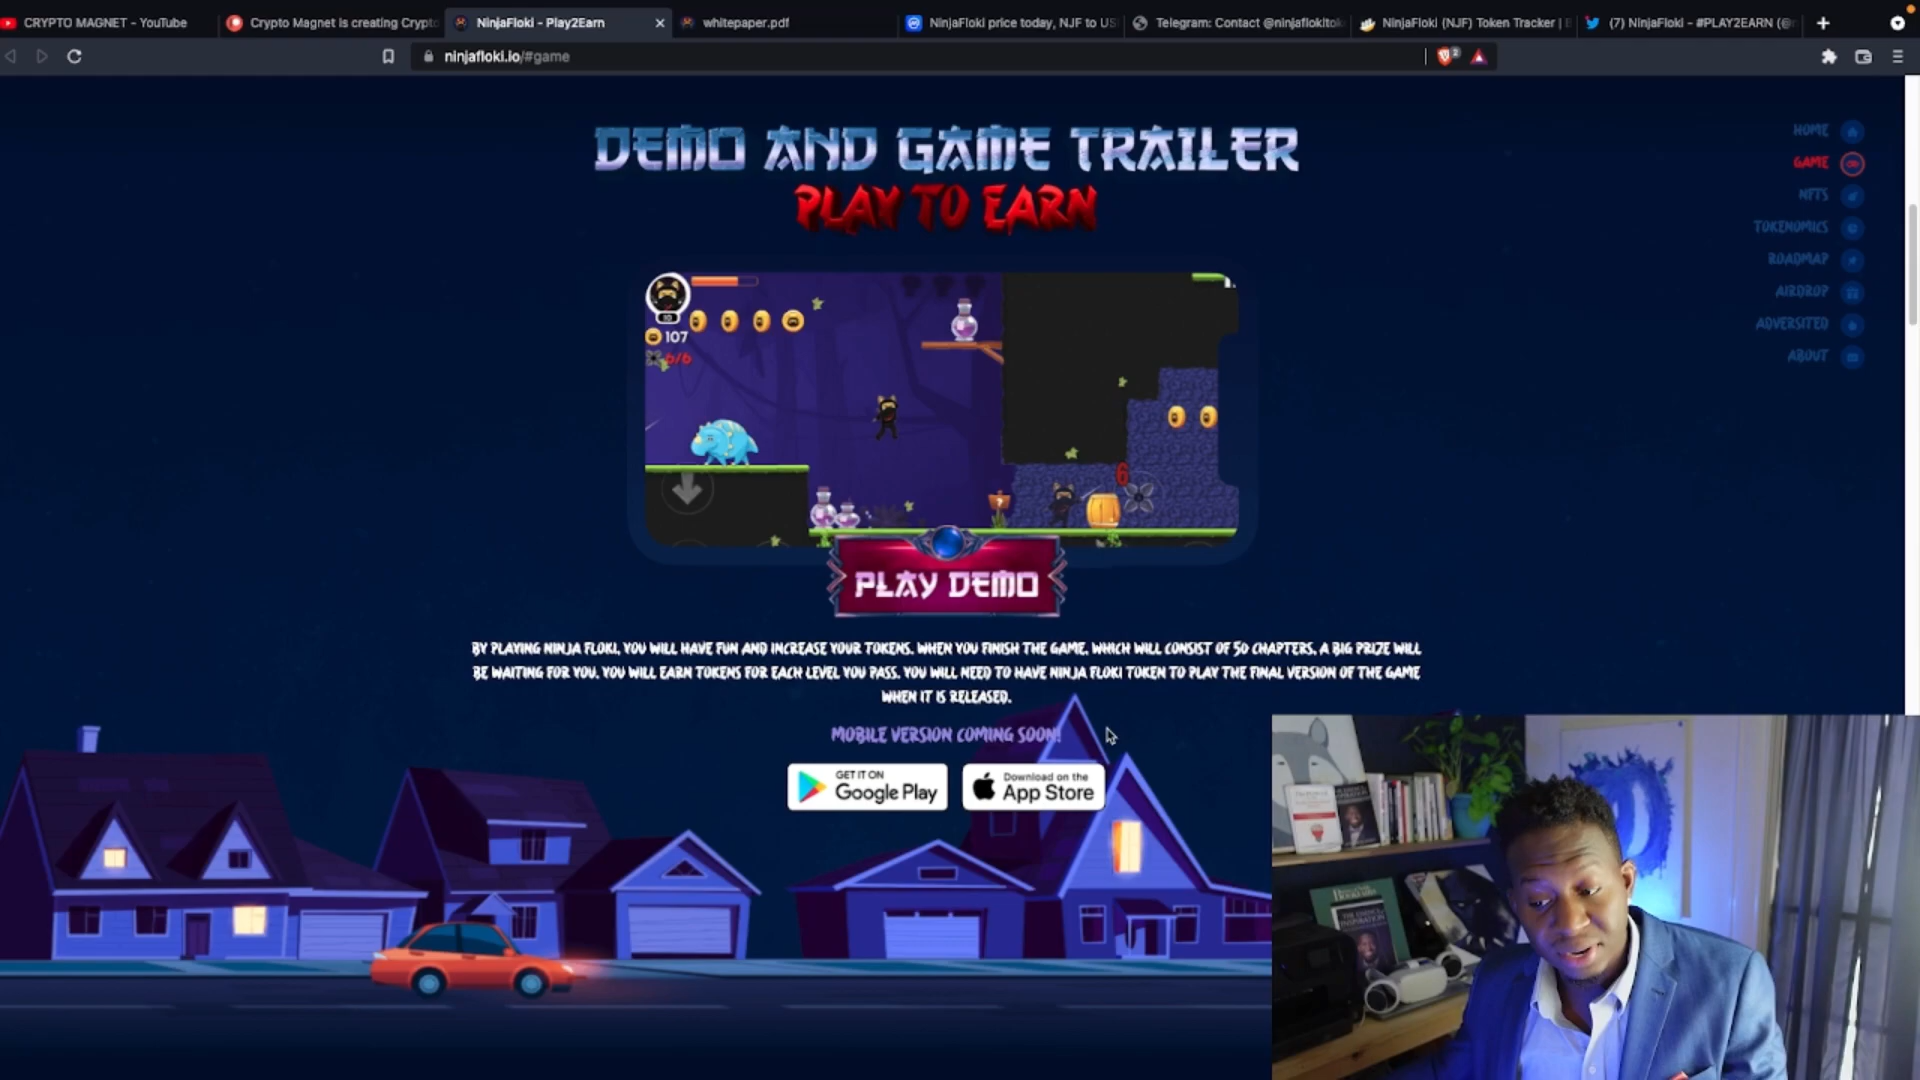 CRYPTO MAGNET - YouTube
Crypto Magnet is creating Crypto
NinjaFloki - Play2Earn
whitepaper.pdf
NinjaFloki price today, NJF to US
Telegram: Contact @ninjaflokitok
NinjaFloki (NJF) Token Tracker |
(7) NinjaFloki - #PLAY2EARN (@
ninjafloki.io/#game
2
DEMO AND GAME TRAILER
PLAY TO EARN
HOME
GAME
NFTS
TOKENOMICS
ROADMAP
AIRDROP
ADVERSITED
ABOUT
10
107
6/6
6
?
PLAY DEMO
BY PLAYING NINJA FLOKI, YOU WILL HAVE FUN AND INCREASE YOUR TOKENS. WHEN YOU FINISH THE GAME, WHICH WILL CONSIST OF 50 CHAPTERS, A BIG PRIZE WILL
BE WAITING FOR YOU. YOU WILL EARN TOKENS FOR EACH LEVEL YOU PASS. YOU WILL NEED TO HAVE NINJA FLOKI TOKEN TO PLAY THE FINAL VERSION OF THE GAME
WHEN IT IS RELEASED.
MOBILE VERSION COMING SOON!
GET IT ON
Google Play
Download on the
App Store